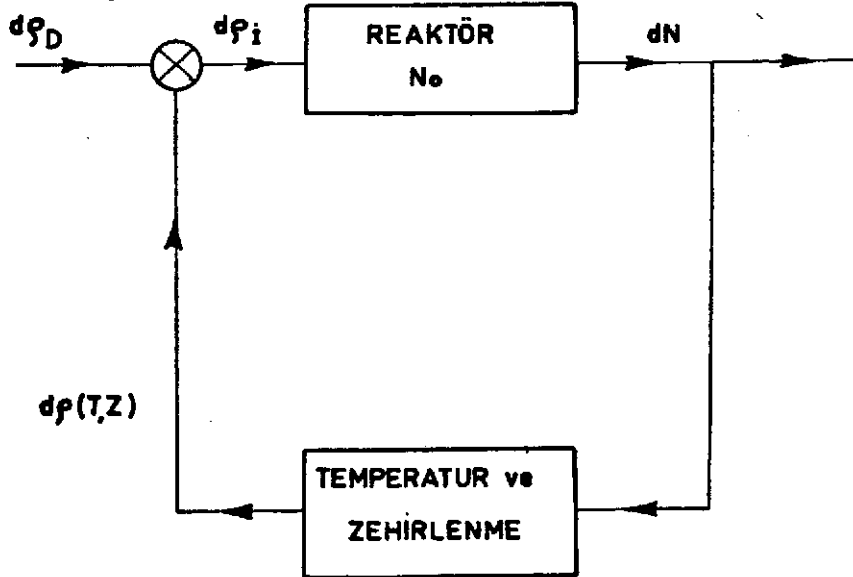 dρD
dρi
REAKTÖR
No
dN
dρ(T,Z)
TEMPERATUR ve
ZEHİRLENME